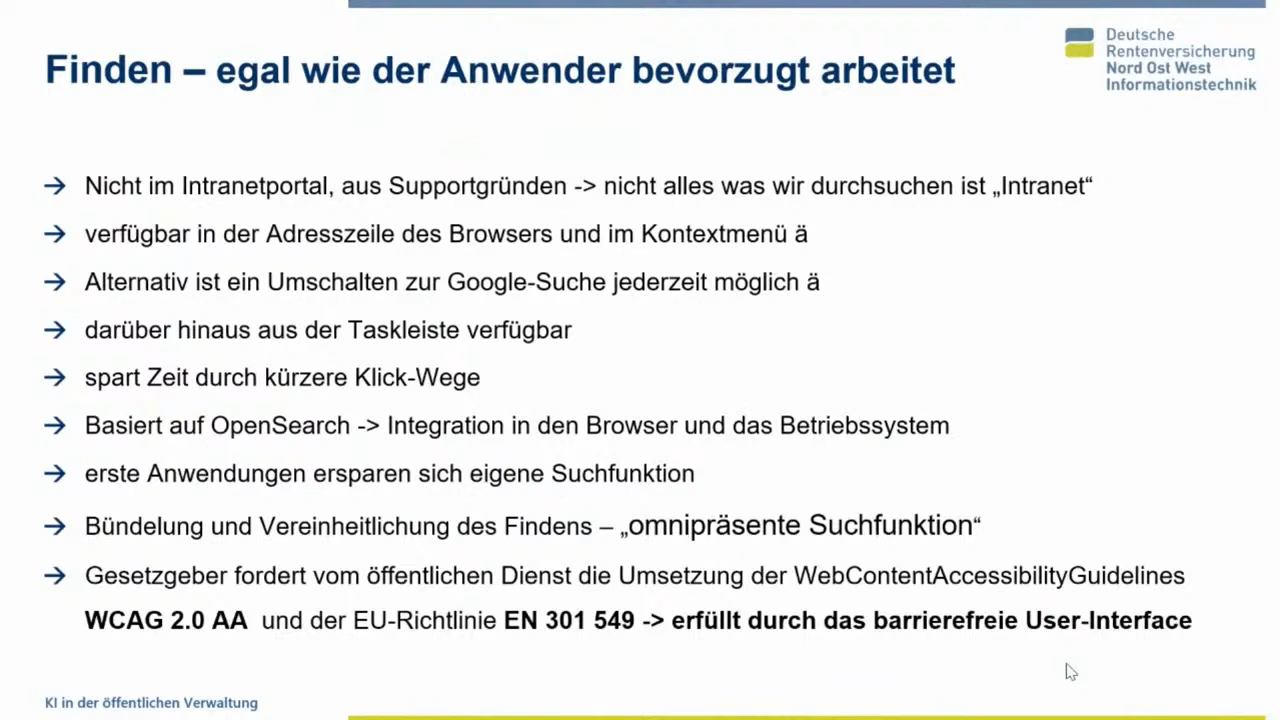 Finden – egal wie der Anwender bevorzugt arbeitet
Deutsche
Rentenversicherung
Nord Ost West
Informationstechnik
→ Nicht im Intranetportal, aus Supportgründen -> nicht alles was wir durchsuchen ist „Intranet“
→ verfügbar in der Adresszeile des Browsers und im Kontextmenü ä
→ Alternativ ist ein Umschalten zur Google-Suche jederzeit möglich ä
→ darüber hinaus aus der Taskleiste verfügbar
→ spart Zeit durch kürzere Klick-Wege
→ Basiert auf OpenSearch -> Integration in den Browser und das Betriebssystem
→ erste Anwendungen ersparen sich eigene Suchfunktion
→ Bündelung und Vereinheitlichung des Findens – „omnipräsente Suchfunktion“
→ Gesetzgeber fordert vom öffentlichen Dienst die Umsetzung der WebContentAccessibilityGuidelines
WCAG 2.0 AA und der EU-Richtlinie EN 301 549 -> erfüllt durch das barrierefreie User-Interface
KI in der öffentlichen Verwaltung